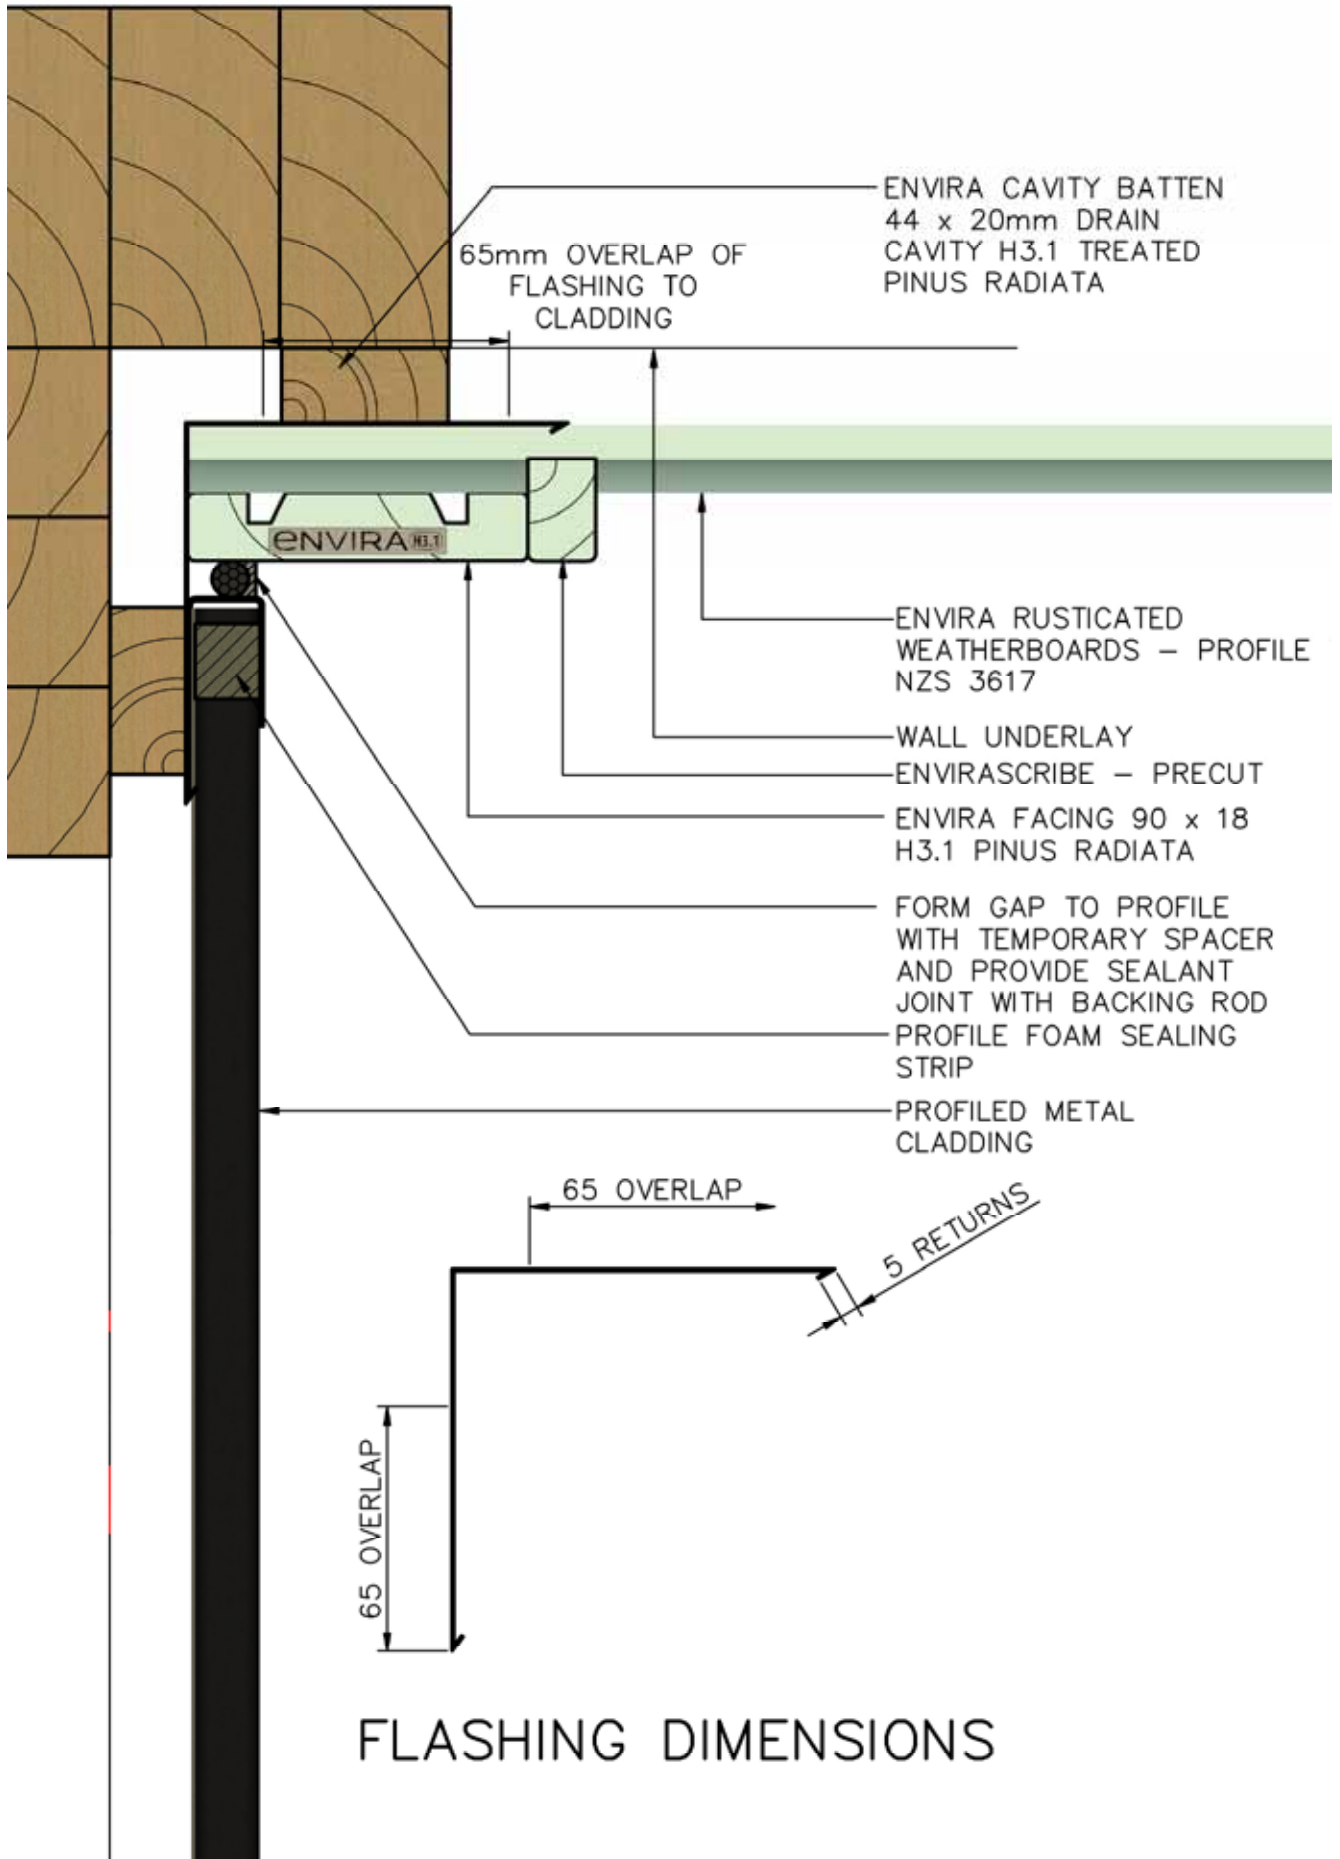 ENVIRA CAVITY BATTEN
44 x 20mm DRAIN
CAVITY H3.1 TREATED
PINUS RADIATA
65mm OVERLAP OF
FLASHING TO
CLADDING
eNVIRA H3.1
ENVIRA RUSTICATED
WEATHERBOARDS – PROFILE
NZS 3617
WALL UNDERLAY
ENVIRASCRIBE – PRECUT
ENVIRA FACING 90 x 18
H3.1 PINUS RADIATA
FORM GAP TO PROFILE
WITH TEMPORARY SPACER
AND PROVIDE SEALANT
JOINT WITH BACKING ROD
PROFILE FOAM SEALING
STRIP
PROFILED METAL
CLADDING
65 OVERLAP
5 RETURNS
65 OVERLAP
FLASHING DIMENSIONS